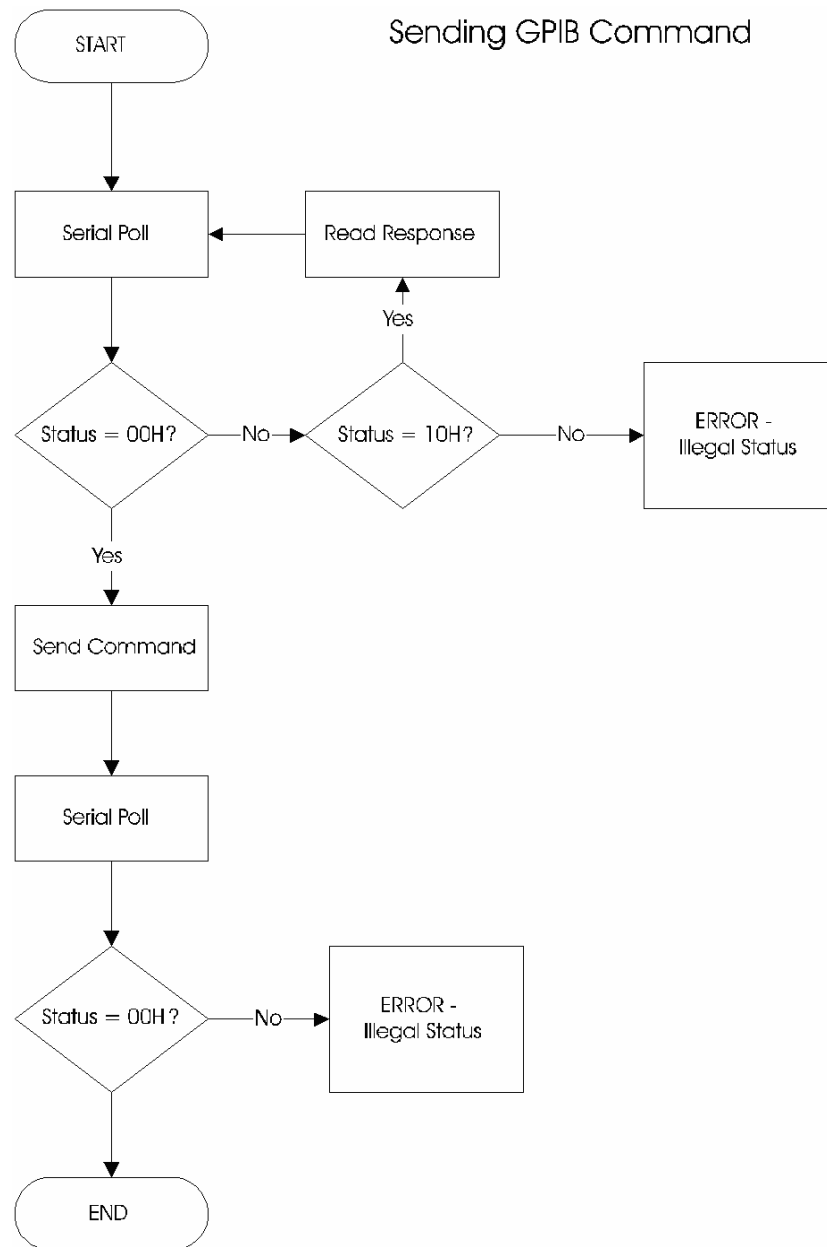 Sending GPIB Command
START
Serial Poll
Read Response
Yes
Status = 00H?
No
Status = 10H?
No
ERROR -
Illegal Status
Yes
Send Command
Serial Poll
Status = 00H?
No
ERROR -
Illegal Status
END